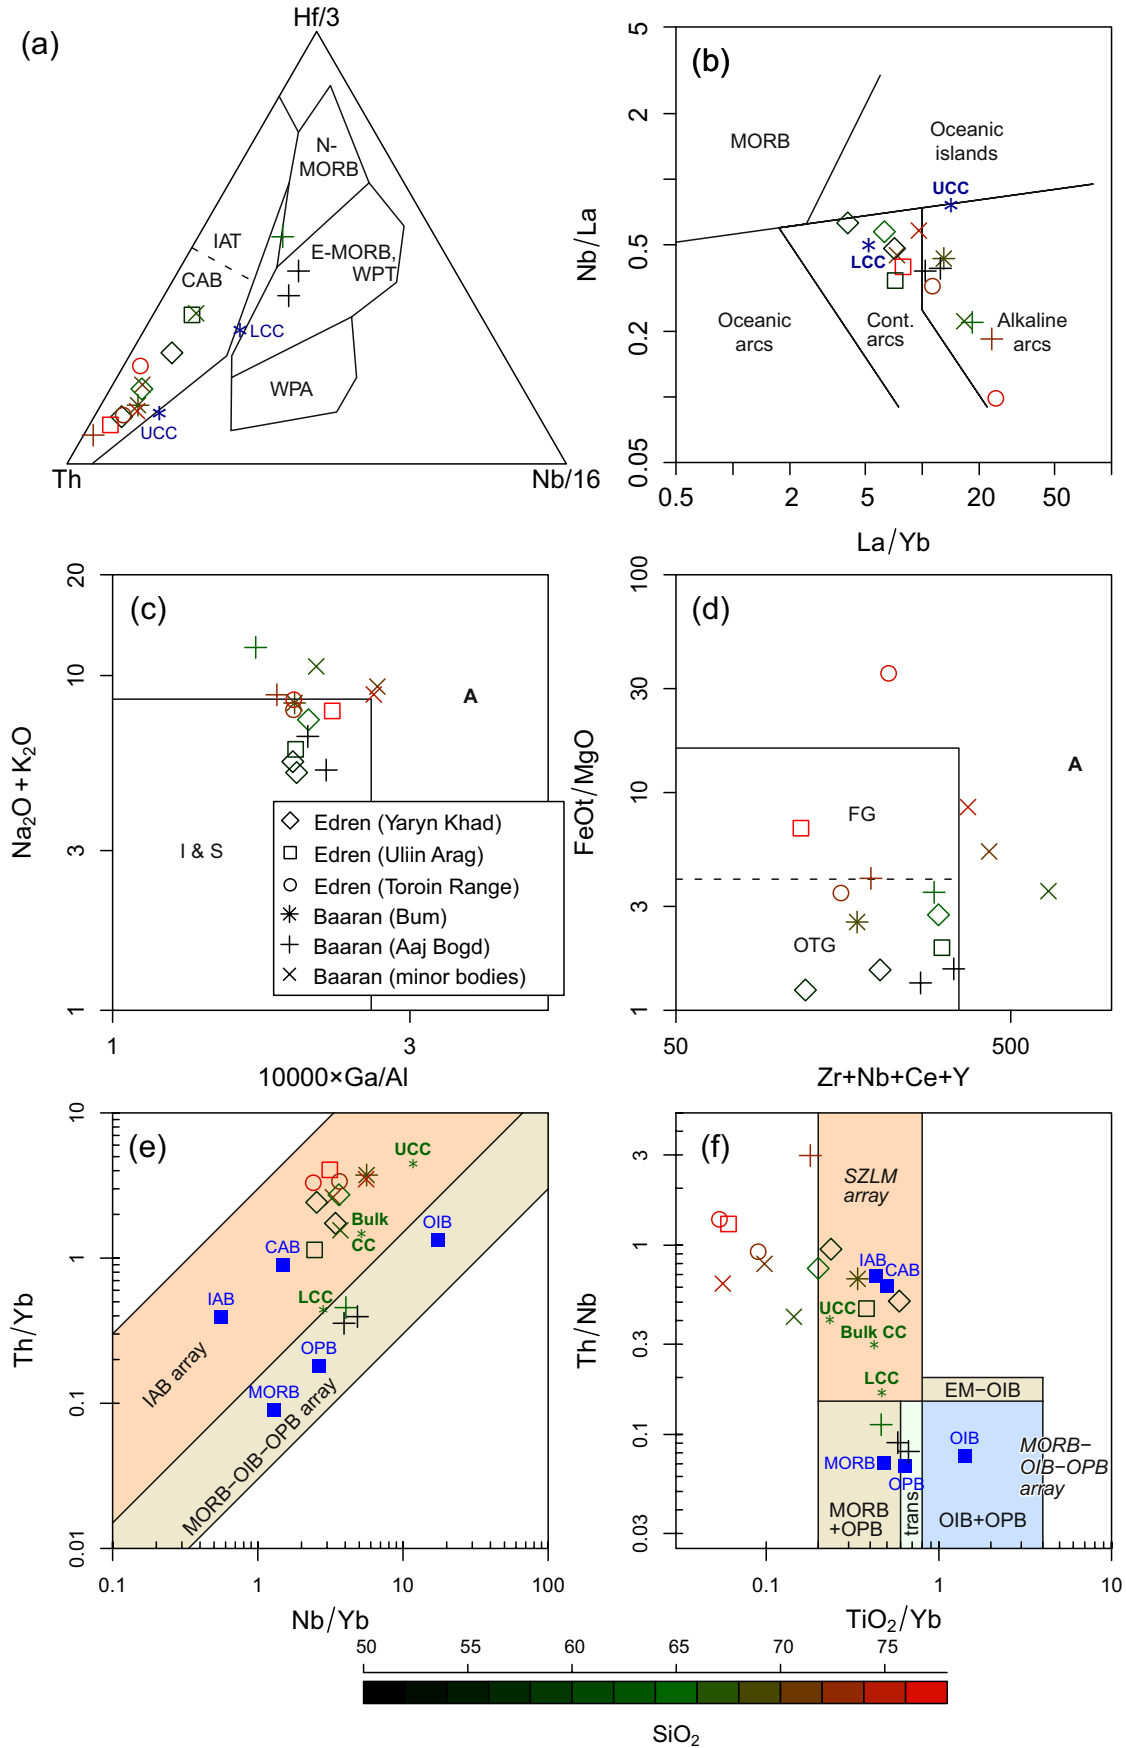 (a)
Hf/3
N-
MORB
IAT
CAB
E-MORB,
WPT
LCC
WPA
UCC
Th
Nb/16
(b)
5
2
0.5
0.2
0.05
Nb/La
MORB
Oceanic
islands
UCC
LCC
Oceanic
arcs
Cont.
arcs
Alkaline
arcs
0.5
2
5
10
20
50
La/Yb
(c)
20
10
3
1
Na₂O + K₂O
A
I & S
Edren (Yaryn Khad)
Edren (Uliin Arag)
Edren (Toroin Range)
Baaran (Bum)
Baaran (Aaj Bogd)
Baaran (minor bodies)
1
3
10000×Ga/Al
(d)
100
30
10
3
1
FeOt/MgO
A
FG
OTG
50
500
Zr+Nb+Ce+Y
(e)
10
1
0.1
0.01
Th/Yb
UCC
Bulk
CC
OIB
CAB
LCC
IAB
OPB
MORB
IAB array
MORB−OIB−OPB array
0.1
1
10
100
Nb/Yb
(f)
3
1
0.3
0.1
0.03
Th/Nb
SZLM
array
IAB
CAB
UCC
Bulk CC
LCC
EM−OIB
MORB
OPB
OIB
MORB−
OIB−OPB
array
MORB
+OPB
trans
OIB+OPB
0.1
1
10
TiO₂/Yb
50
55
60
65
70
75
SiO₂